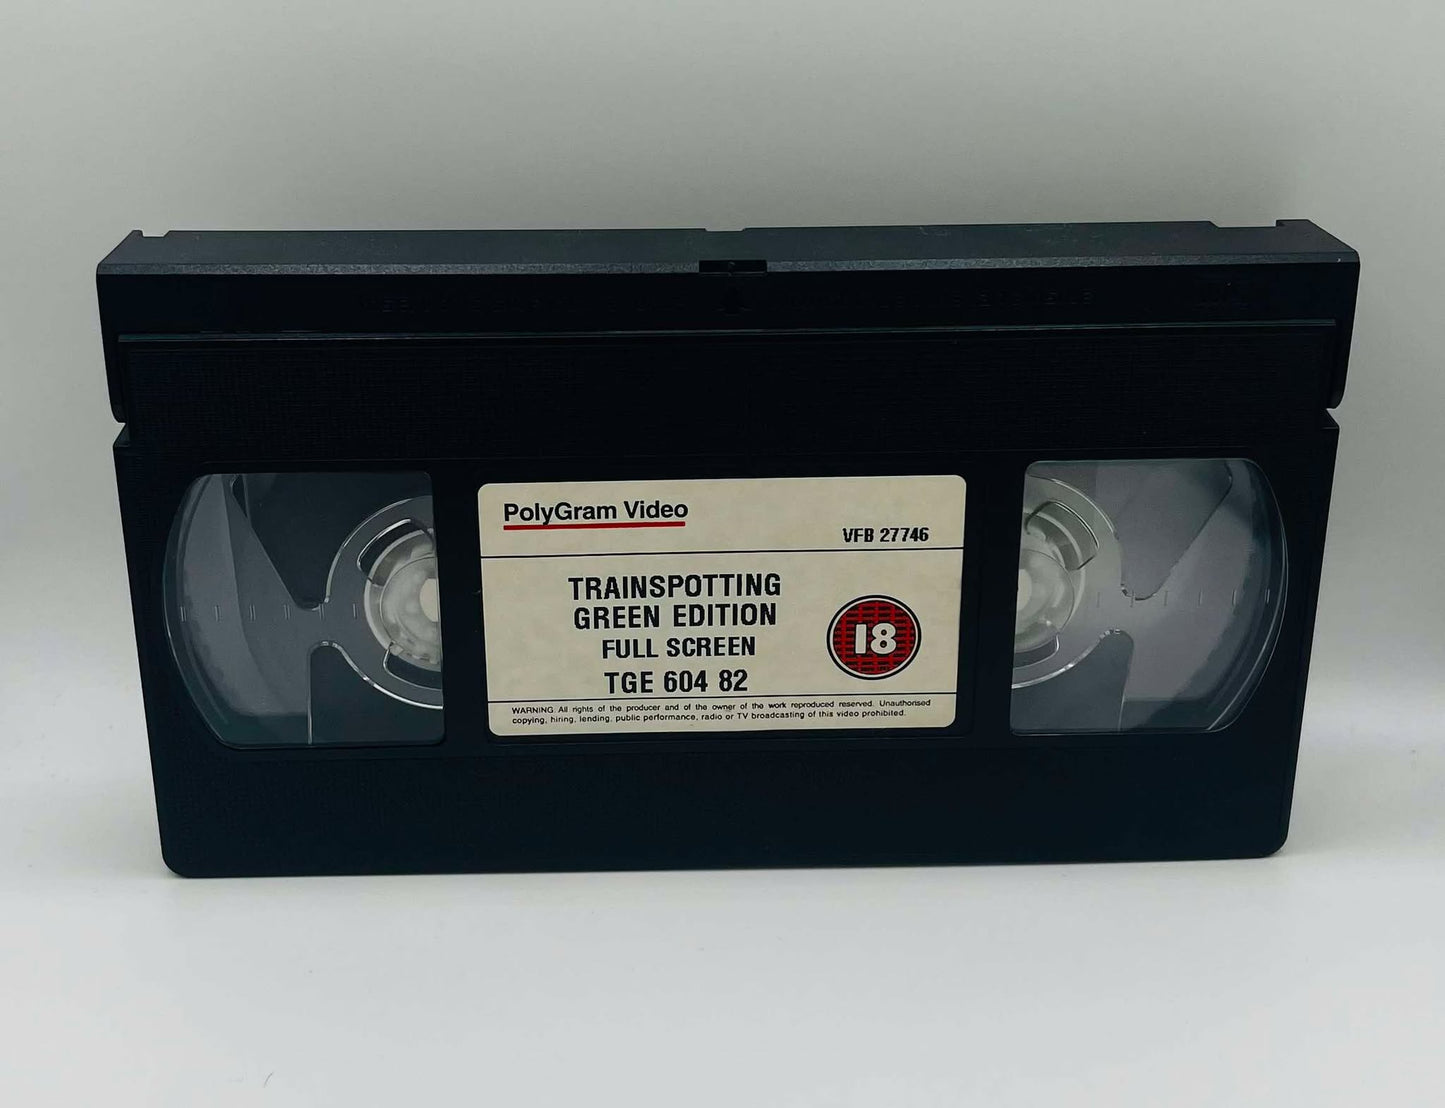 PolyGram Video
VFB 27746
TRAINSPOTTING
GREEN EDITION
FULL SCREEN
TGE 604 82
18
WARNING. All rights of the producer and of the owner of the work reproduced reserved. Unauthorised
copying, hiring, lending, public performance, radio or TV broadcasting of this video prohibited.